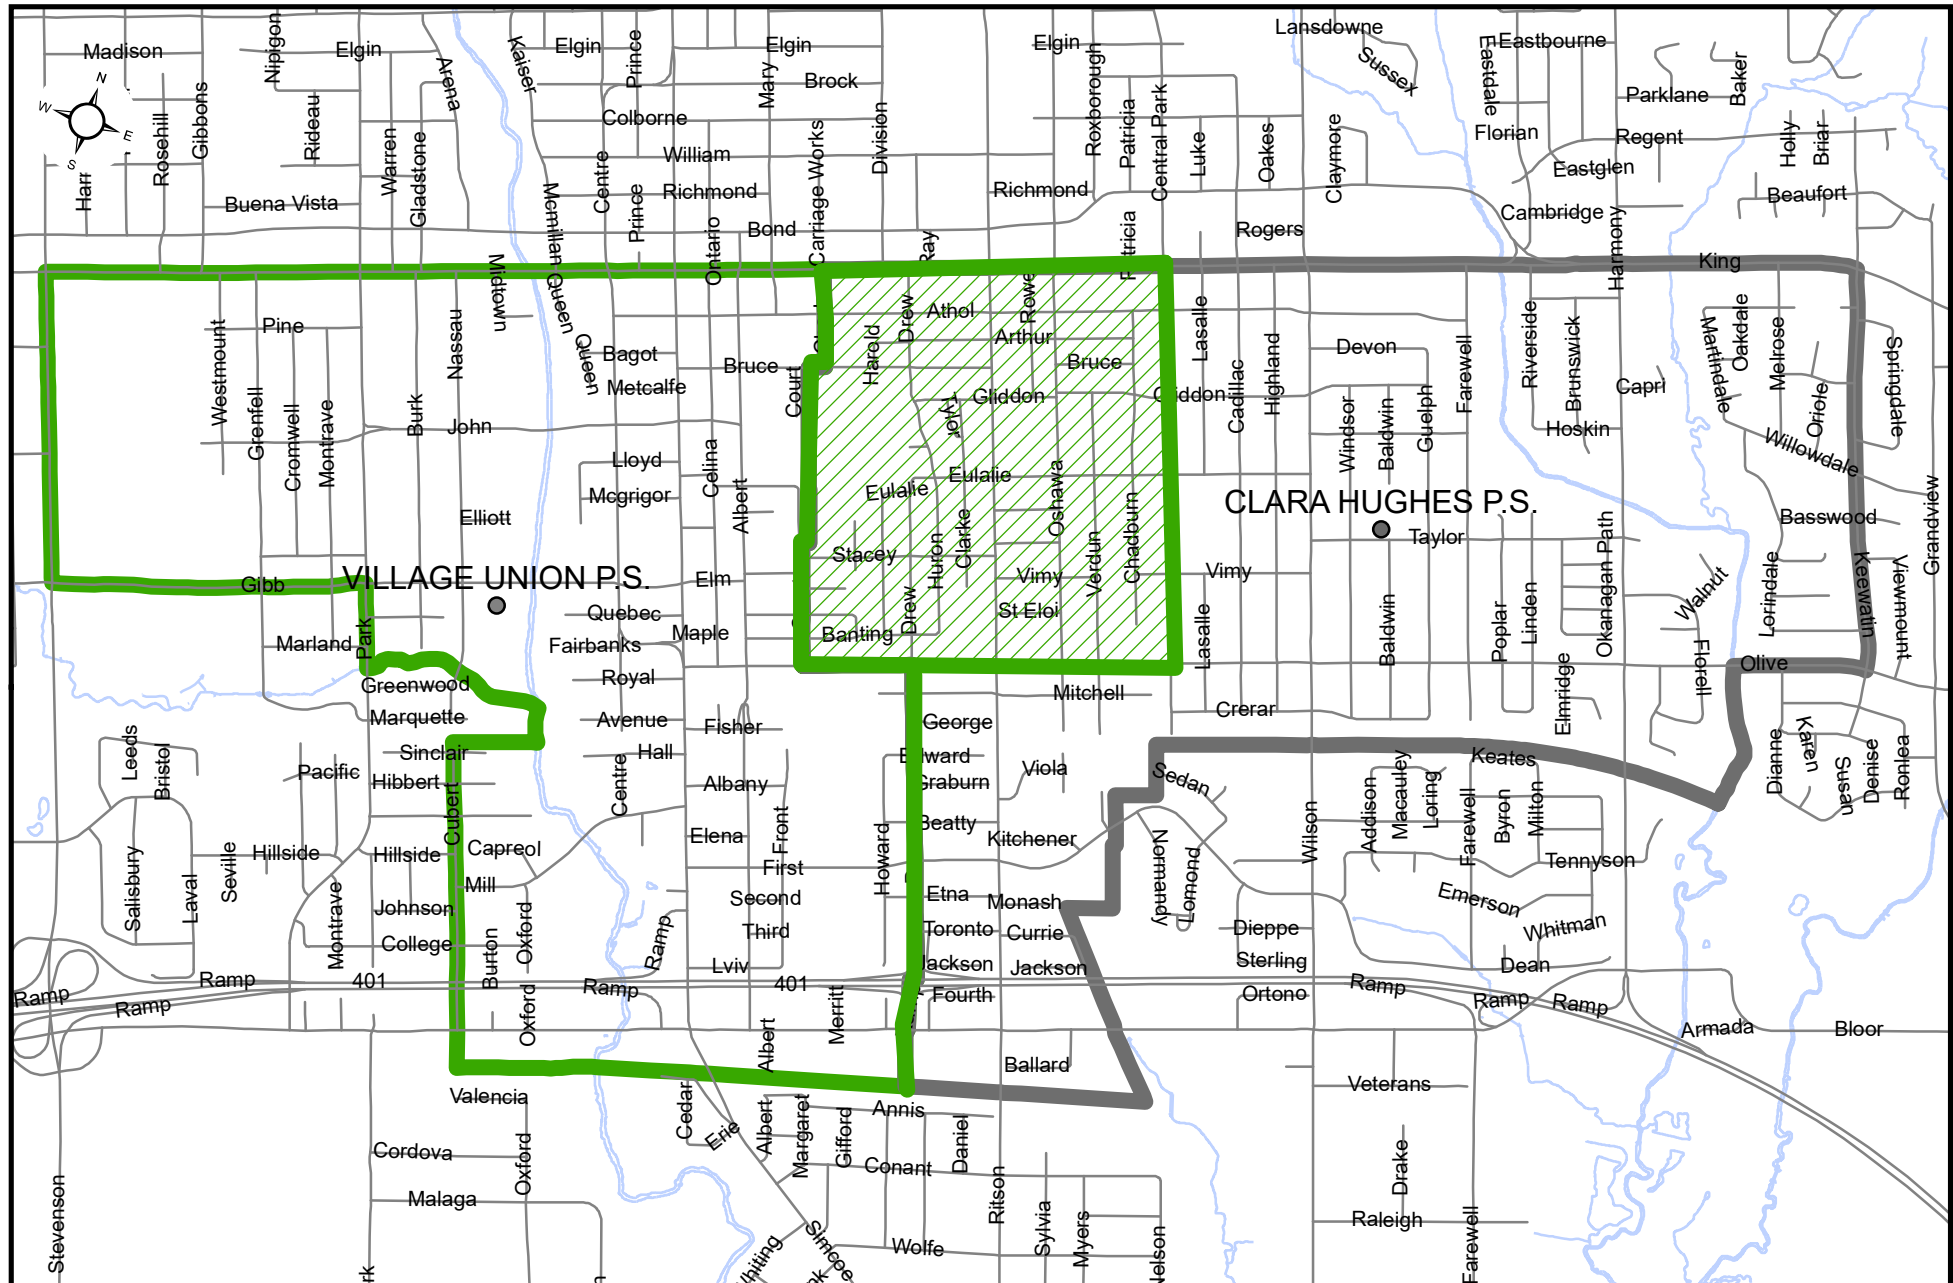 Madison
Nipigon
Elgin
Arena
Kaiser
Elgin
Prince
Elgin
Mary
Brock
Elgin
Roxborough
Lansdowne
Sussex
Eastdale
Eastbourne
Parklane
Baker
N
W
E
S
Harr
Rosehill
Gibbons
Rideau
Warren
Gladstone
Colborne
William
Centre
Prince
Richmond
Carriage Works
Division
Richmond
Patricia
Central Park
Luke
Oakes
Claymore
Florian
Regent
Eastglen
Holly
Briar
Beaufort
Buena Vista
Mcmillan
Ontario
Bond
Ray
Rogers
Cambridge
Harmony
King
Midtown
Queen
Queen
Pine
Westmount
Grenfell
Cromwell
Montrave
Burk
Nassau
John
Bagot
Metcalfe
Bruce
Court
Harold
Drew
Athol
Rowe
Arthur
Bruce
Gliddon
Tylor
Lasalle
Cadillac
Highland
Devon
Windsor
Baldwin
Guelph
Farewell
Riverside
Brunswick
Capri
Hoskin
Martindale
Oakdale
Melrose
Oriole
Willowdale
Springdale
Lloyd
Mcgrigor
Celina
Albert
Elliott
Eulalie
Eulalie
Oshawa
Clarke
Huron
Stacey
Vimy
Verdun
Chadburn
St Eloi
Drew
Banting
CLARA HUGHES P.S.
Taylor
Vimy
Lasalle
Baldwin
Poplar
Linden
Okanagan Path
Walnut
Lorindale
Basswood
Keewatin
Viewmount
Grandview
VILLAGE UNION P.S.
Gibb
Elm
Quebec
Maple
Fairbanks
Marland
Park
Greenwood
Royal
Marquette
Avenue
Fisher
Sinclair
Hall
Hibbert
Pacific
Leeds
Bristol
Cubert
Centre
Albany
Front
Elena
First
Second
Third
Lviv
George
Graburn
Beatty
Howard
Etna
Toronto
Jackson
Fourth
Mitchell
Viola
Kitchener
Monash
Currie
Jackson
Crerar
Sedan
Normandy
Lomond
Elmridge
Florell
Olive
Keates
Dianne
Karen
Susan
Denise
Ronlea
Wilson
Addison
Macauley
Loring
Farewell
Byron
Milton
Tennyson
Emerson
Whitman
Dean
Dieppe
Sterling
Ortono
Salisbury
Laval
Seville
Hillside
Montrave
Hillside
Capreol
Mill
Johnson
College
Burton
Oxford
Oxford
Ramp
Ramp
Ramp
Ramp
401
Ramp
Ramp
401
Merritt
Albert
Ballard
Ramp
Ramp
Ramp
Armada
Bloor
Veterans
Valencia
Cedar
Erie
Albert
Margaret
Gifford
Annis
Conant
Daniel
Cordova
Oxford
Malaga
Stevenson
Simcoe
Wolfe
Ritson
Sylvia
Myers
Drake
Raleigh
Farewell